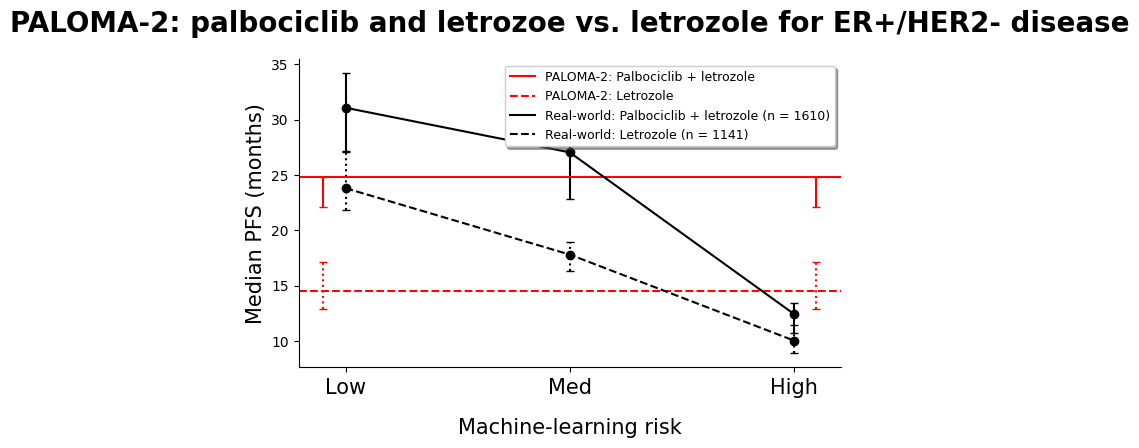 PALOMA-2: palbociclib and letrozoe vs. letrozole for ER+/HER2- disease
35
30
25
20
15
10
Median PFS (months)
PALOMA-2: Palbociclib + letrozole
PALOMA-2: Letrozole
Real-world: Palbociclib + letrozole (n = 1610)
Real-world: Letrozole (n = 1141)
Low Med High
Machine-learning risk